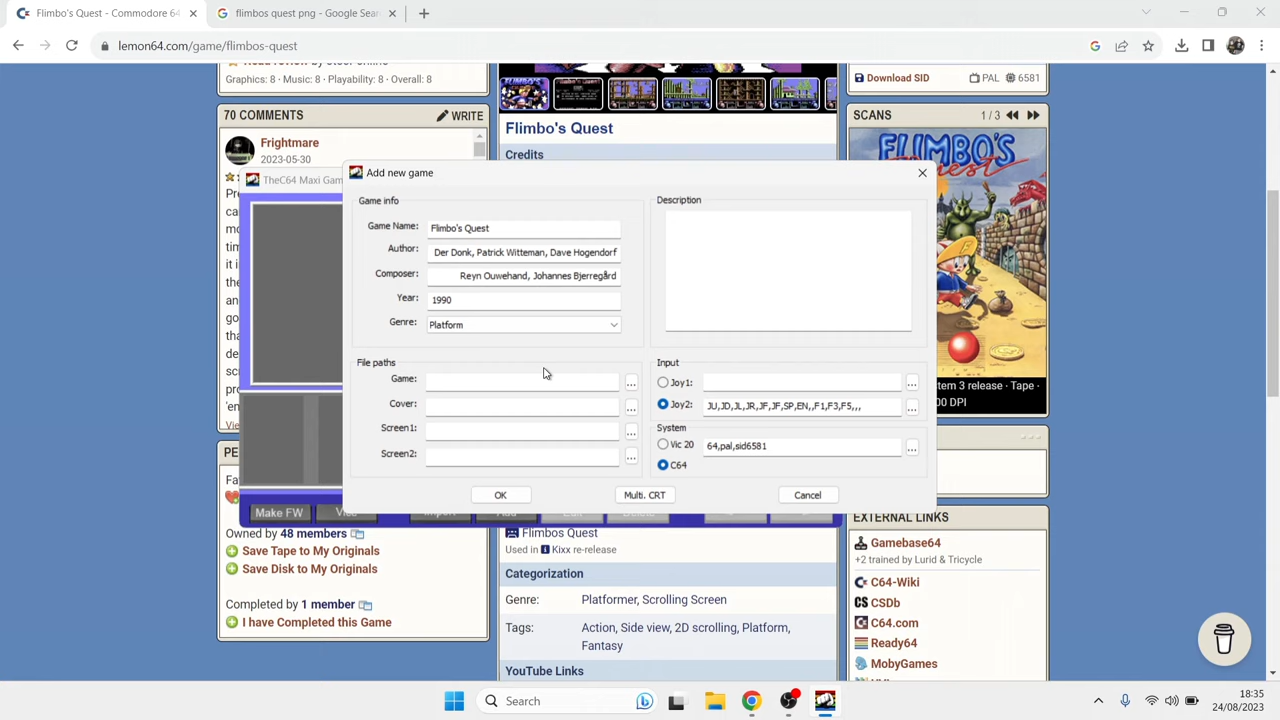 Flimbo's Quest - Commodore 64
flimbos quest png - Google Sear
lemon64.com/game/flimbos-quest
Graphics: 8 - Music: 8 - Playability: 8 - Overall: 8
Download SID PAL 6581
70 COMMENTS WRITE
Frightmare
2023-05-30
Flimbo's Quest
Credits
SCANS 1 / 3
FLIMBO'S
Quest
TheC64 Maxi Gam
Add new game
Game info
Game Name: Flimbo's Quest
Author: Der Donk, Patrick Witteman, Dave Hogendorf
Composer: Reyn Ouwehand, Johannes Bjerregård
Year: 1990
Genre: Platform
Description
File paths
Game: ...
Cover: ...
Screen1: ...
Screen2: ...
Input
Joy1: ...
Joy2: JU,JD,JL,JR,JF,JF,SP,EN,,F1,F3,F5,,, ...
System
Vic 20 64,pal,sid6581 ...
C64
OK Multi. CRT Cancel
tem 3 release - Tape -
00 DPI
Make FW
Owned by 48 members
Save Tape to My Originals
Save Disk to My Originals
Completed by 1 member
I have Completed this Game
Flimbos Quest
Used in Kixx re-release
Categorization
Genre: Platformer, Scrolling Screen
Tags: Action, Side view, 2D scrolling, Platform,
Fantasy
YouTube Links
EXTERNAL LINKS
Gamebase64
+2 trained by Lurid & Tricycle
C64-Wiki
CSDb
C64.com
Ready64
MobyGames
Search
18:35
24/08/2023